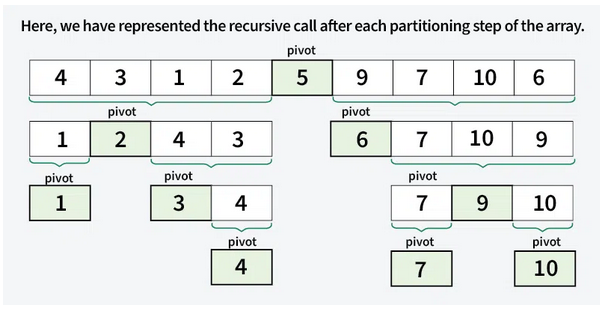 Here, we have represented the recursive call after each partitioning step of the array.
pivot
4 3 1 2 5 9 7 10 6
pivot pivot
1 2 4 3 6 7 10 9
pivot pivot pivot
1 3 4 7 9 10
pivot pivot pivot
4 7 10